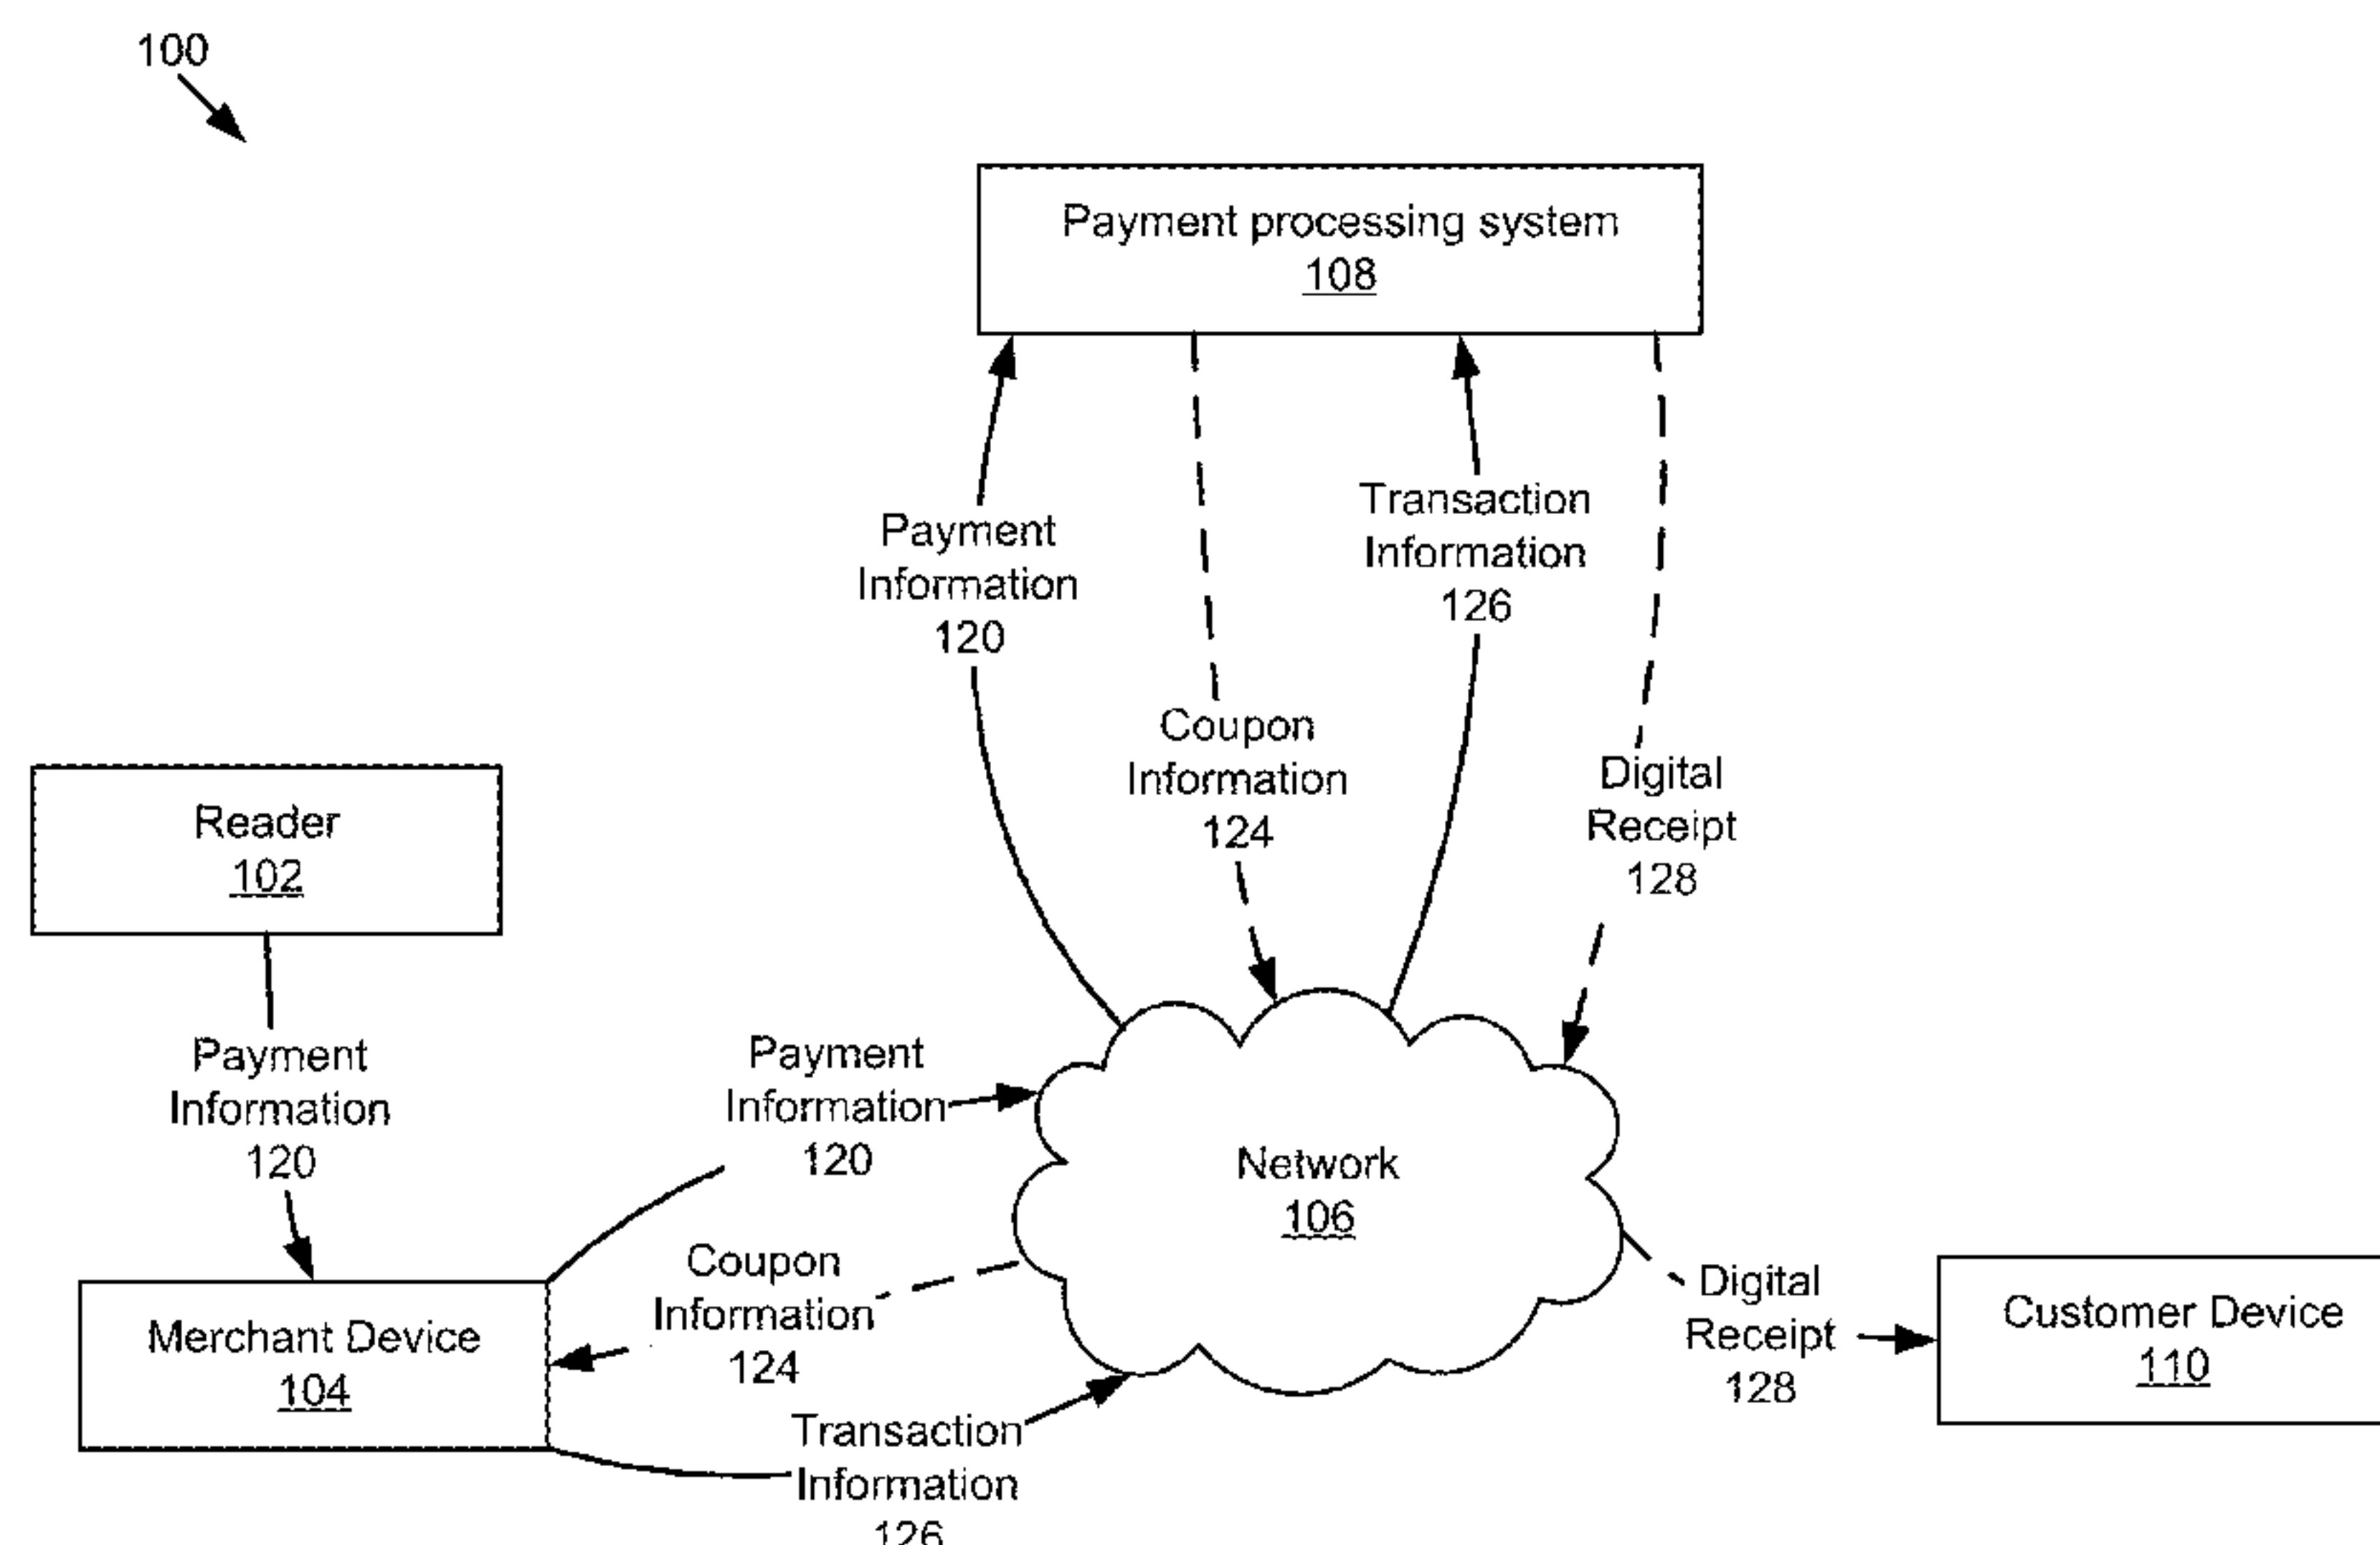 100
Payment processing system
108
Payment
Information
120
Transaction
Information
126
Coupon
Information
124
Digital
Receipt
128
Reader
102
Payment
Information
120
Payment
Information
120
Network
106
Coupon
Information
124
Merchant Device
104
Transaction
Information
126
Digital
Receipt
128
Customer Device
110